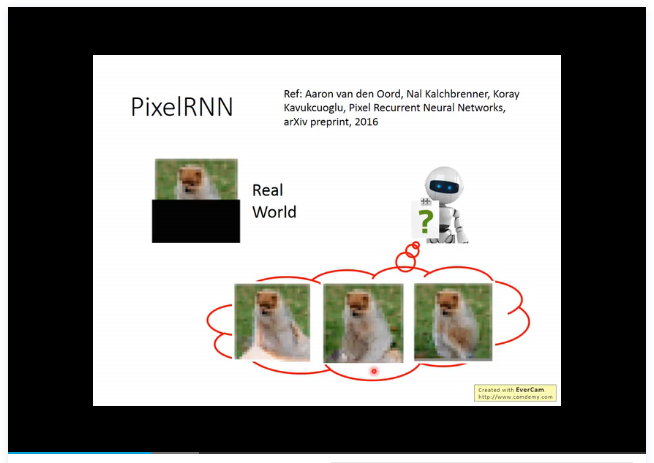 PixelRNN
Ref: Aaron van den Oord, Nal Kalchbrenner, Koray
Kavukcuoglu, Pixel Recurrent Neural Networks,
arXiv preprint, 2016
Real
World
?
Created with EverCam.
http://www.camdemy.com